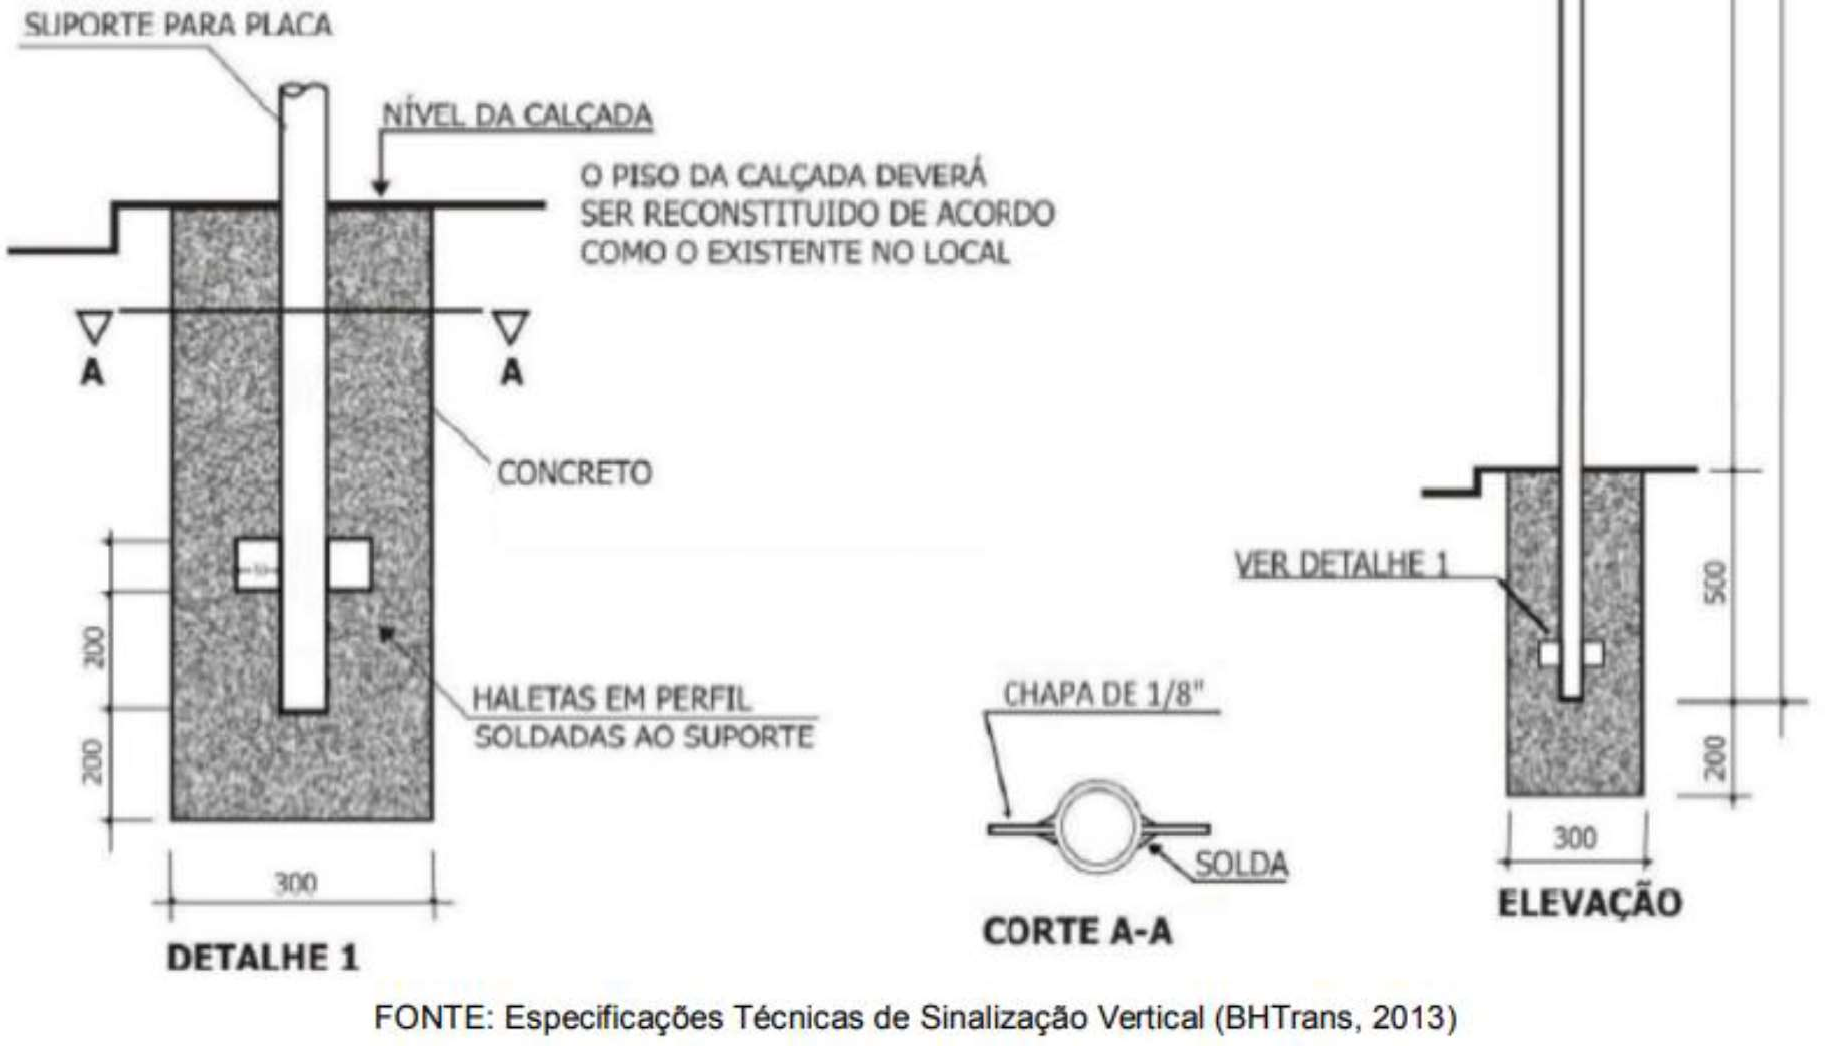 SUPORTE PARA PLACA
NÍVEL DA CALÇADA
O PISO DA CALÇADA DEVERÁ
SER RECONSTITUIDO DE ACORDO
COMO O EXISTENTE NO LOCAL
A
A
CONCRETO
VER DETALHE 1
500
200
HALETAS EM PERFIL
SOLDADAS AO SUPORTE
CHAPA DE 1/8"
200
200
SOLDA
300
300
ELEVAÇÃO
CORTE A-A
DETALHE 1
FONTE: Especificações Técnicas de Sinalização Vertical (BHTrans, 2013)